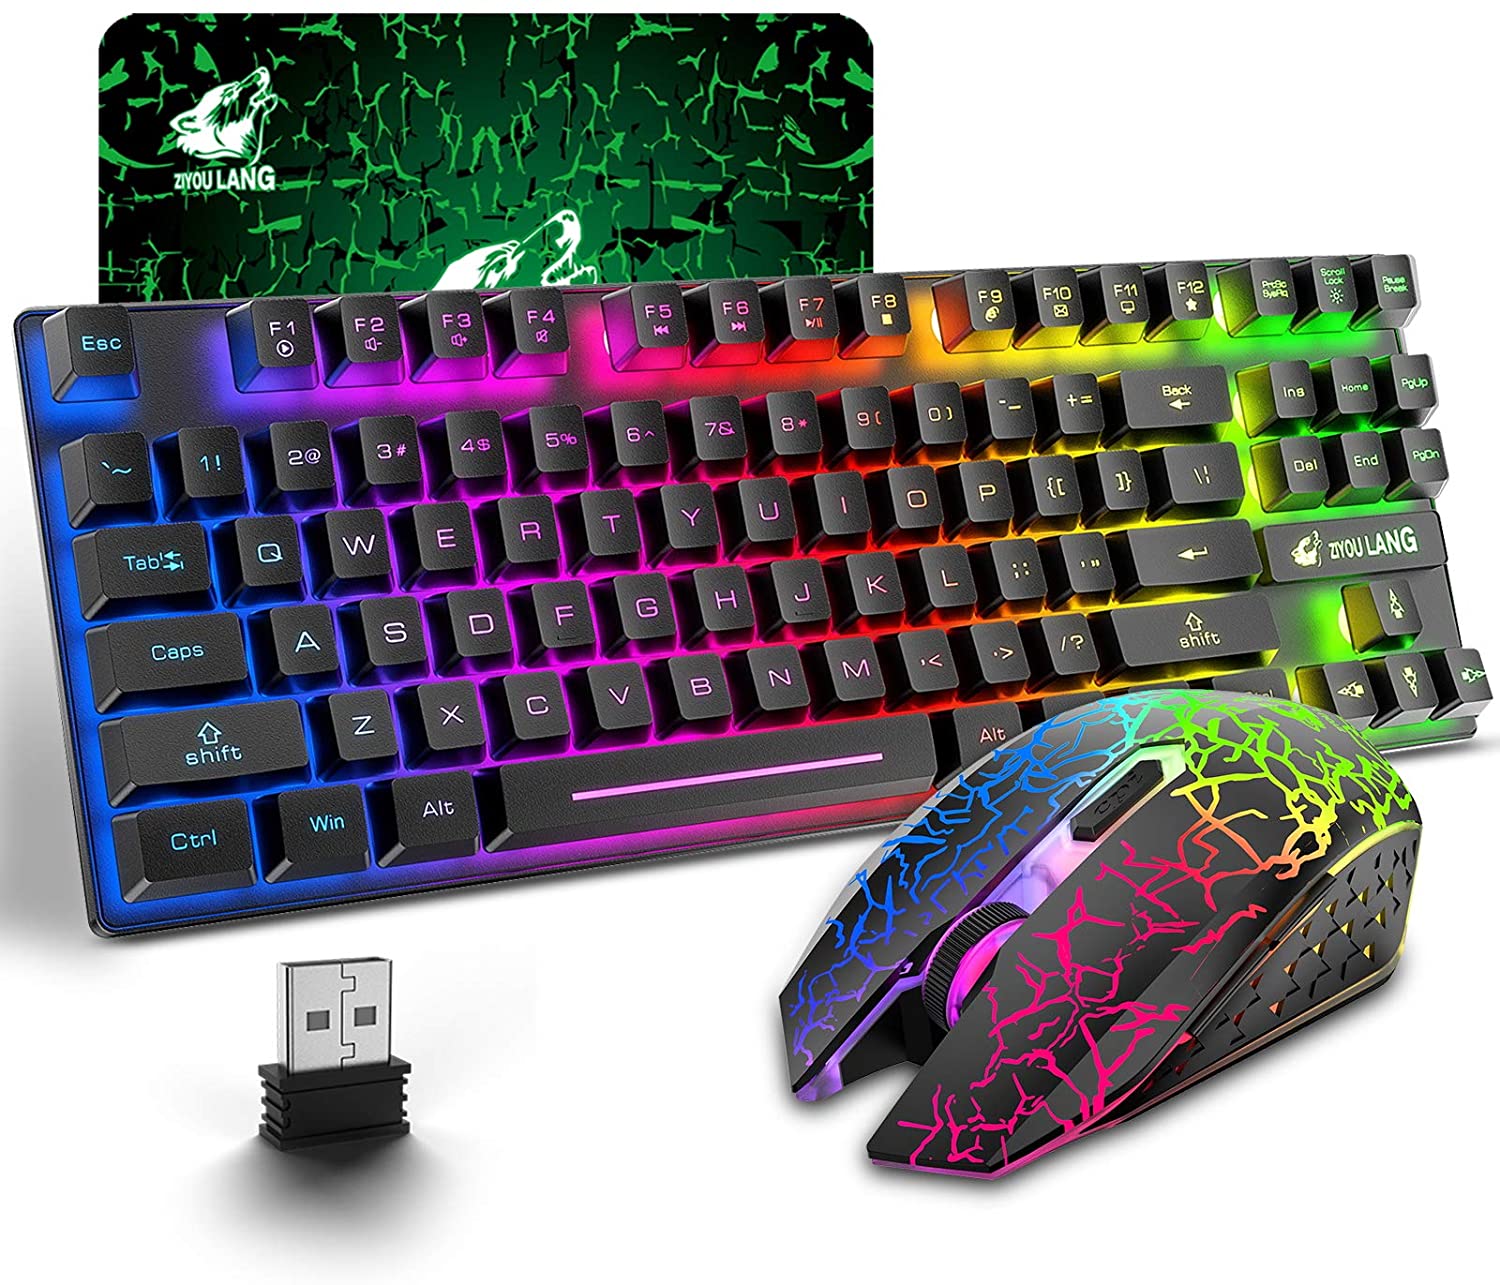 ZIYOU LANG
Esc
F1
F2
F3
F4
F5
F6
F7
F8
F9
F10
F11
F12
PrtSc
SysRq
Scroll
Lock
Pause
Break
`~
1!
2@
3#
4$
5%
6^
7&
8*
9(
0)
-_
+=
Back
Ins
Home
PgUp
Tab
Q
W
E
R
T
Y
U
I
O
P
{[
]}
\¦
Del
End
PgDn
Caps
A
S
D
F
G
H
J
K
L
;:
'"
ZIYOU LANG
shift
Z
X
C
V
B
N
M
,<
.>
/?
shift
Ctrl
Win
Alt
Alt